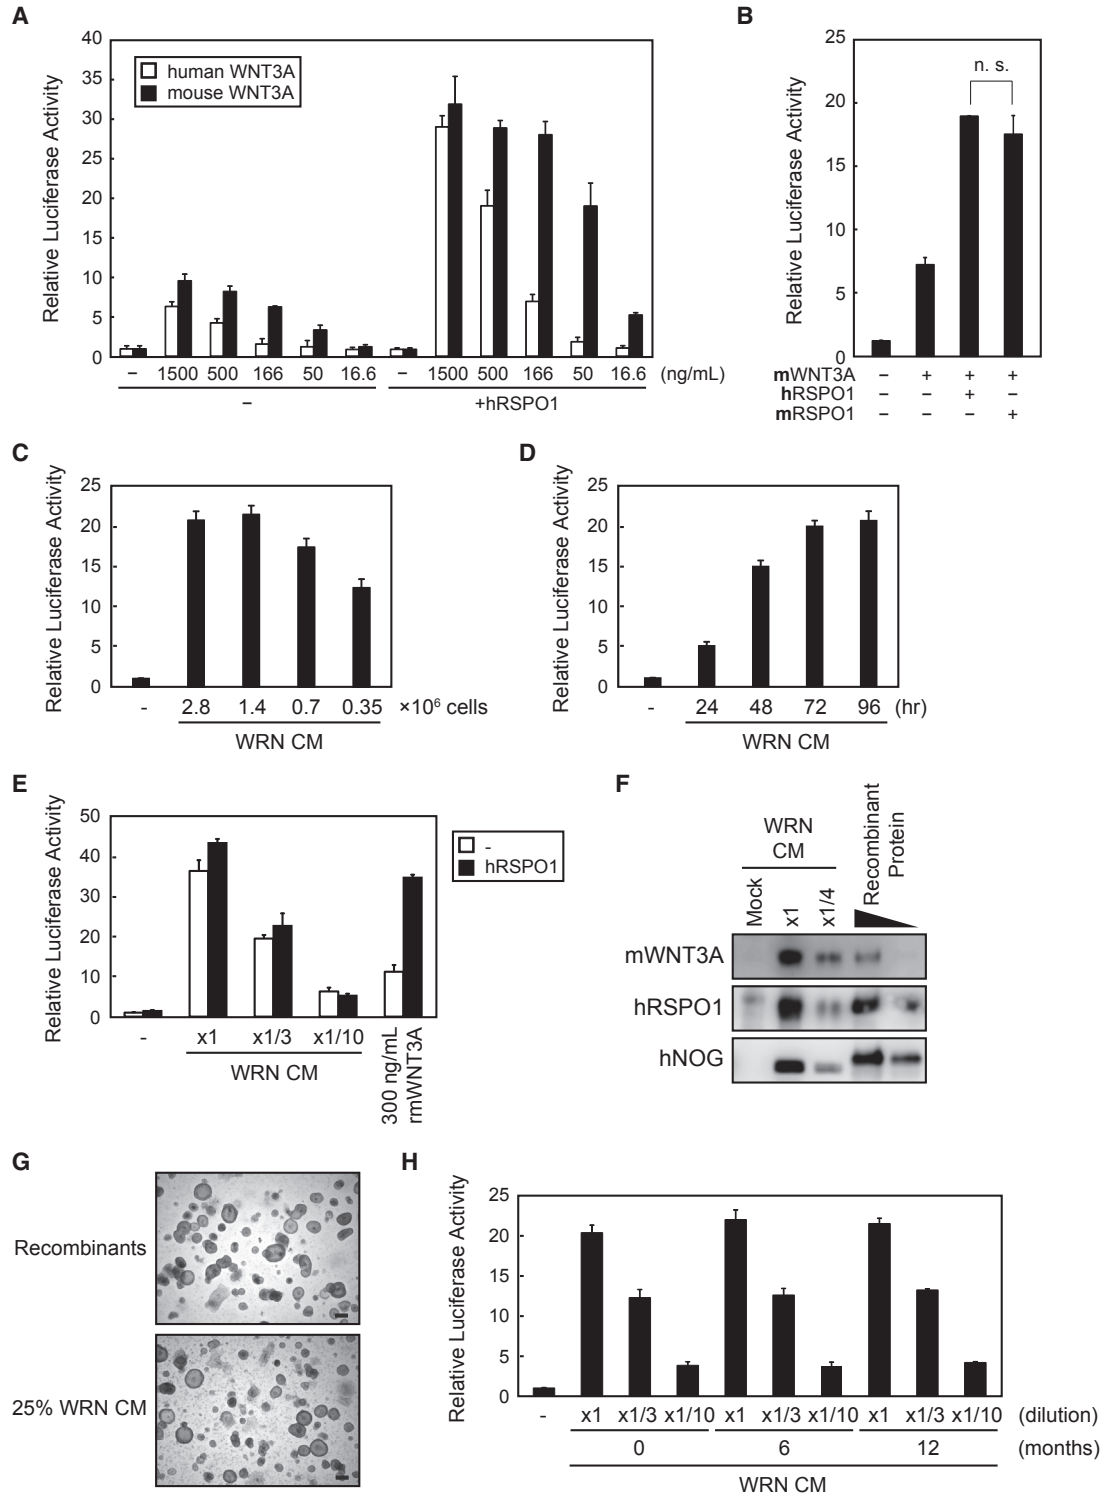 A
Relative Luciferase Activity
40
35
30
25
20
15
10
5
0
human WNT3A
mouse WNT3A
– 1500 500 166 50 16.6 – 1500 500 166 50 16.6 (ng/mL)
– +hRSPO1
B
Relative Luciferase Activity
25
20
15
10
5
0
n. s.
mWNT3A – + + +
hRSPO1 – – + –
mRSPO1 – – – +
C
Relative Luciferase Activity
25
20
15
10
5
0
- 2.8 1.4 0.7 0.35 ×10⁶ cells
WRN CM
D
Relative Luciferase Activity
25
20
15
10
5
0
- 24 48 72 96 (hr)
WRN CM
E
Relative Luciferase Activity
50
40
30
20
10
0
-
hRSPO1
- x1 x1/3 x1/10
WRN CM
300 ng/mL
rmWNT3A
F
WRN
CM
Recombinant
Protein
Mock x1 x1/4
mWNT3A
hRSPO1
hNOG
G
Recombinants
25% WRN CM
H
Relative Luciferase Activity
25
20
15
10
5
0
- x1 x1/3 x1/10 x1 x1/3 x1/10 x1 x1/3 x1/10 (dilution)
0 6 12 (months)
WRN CM